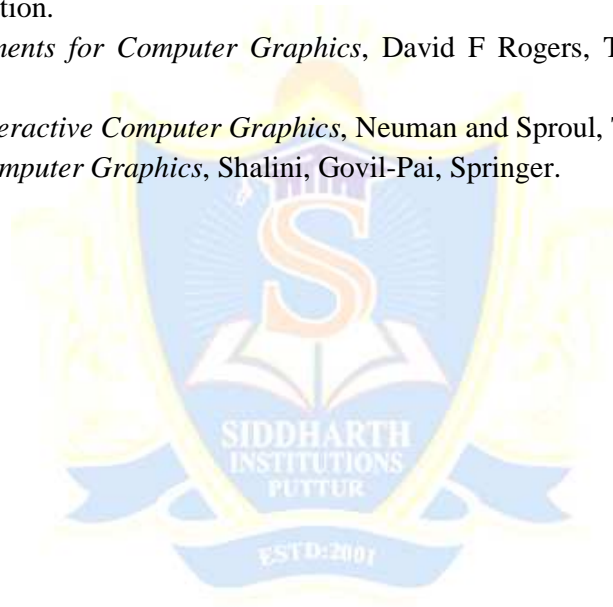 tion.
ments for Computer Graphics, David F Rogers, T
eractive Computer Graphics, Neuman and Sproul,
omputer Graphics, Shalini, Govil-Pai, Springer.
S
SIDDHARTH
INSTITUTIONS
PUTTUR
ESTD:2001